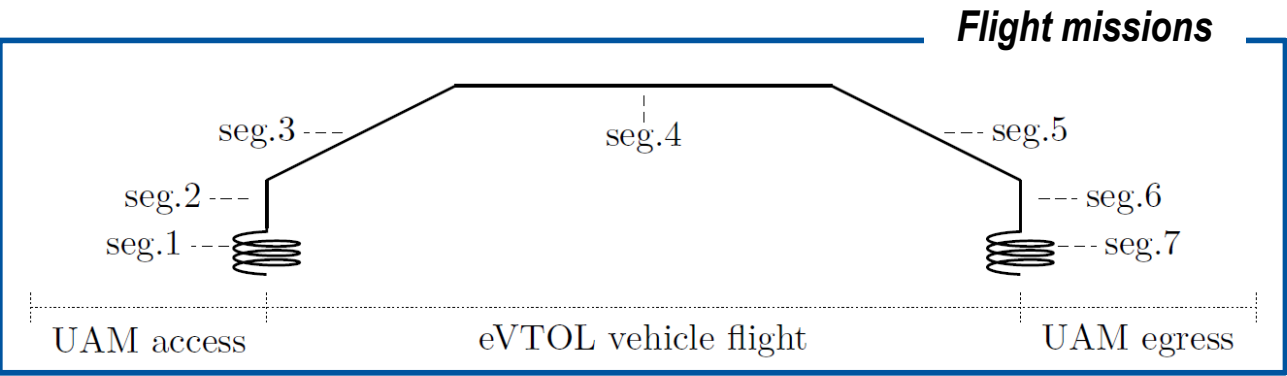 Flight missions
seg.3
seg.4
seg.5
seg.2
seg.6
seg.1
seg.7
UAM access
eVTOL vehicle flight
UAM egress